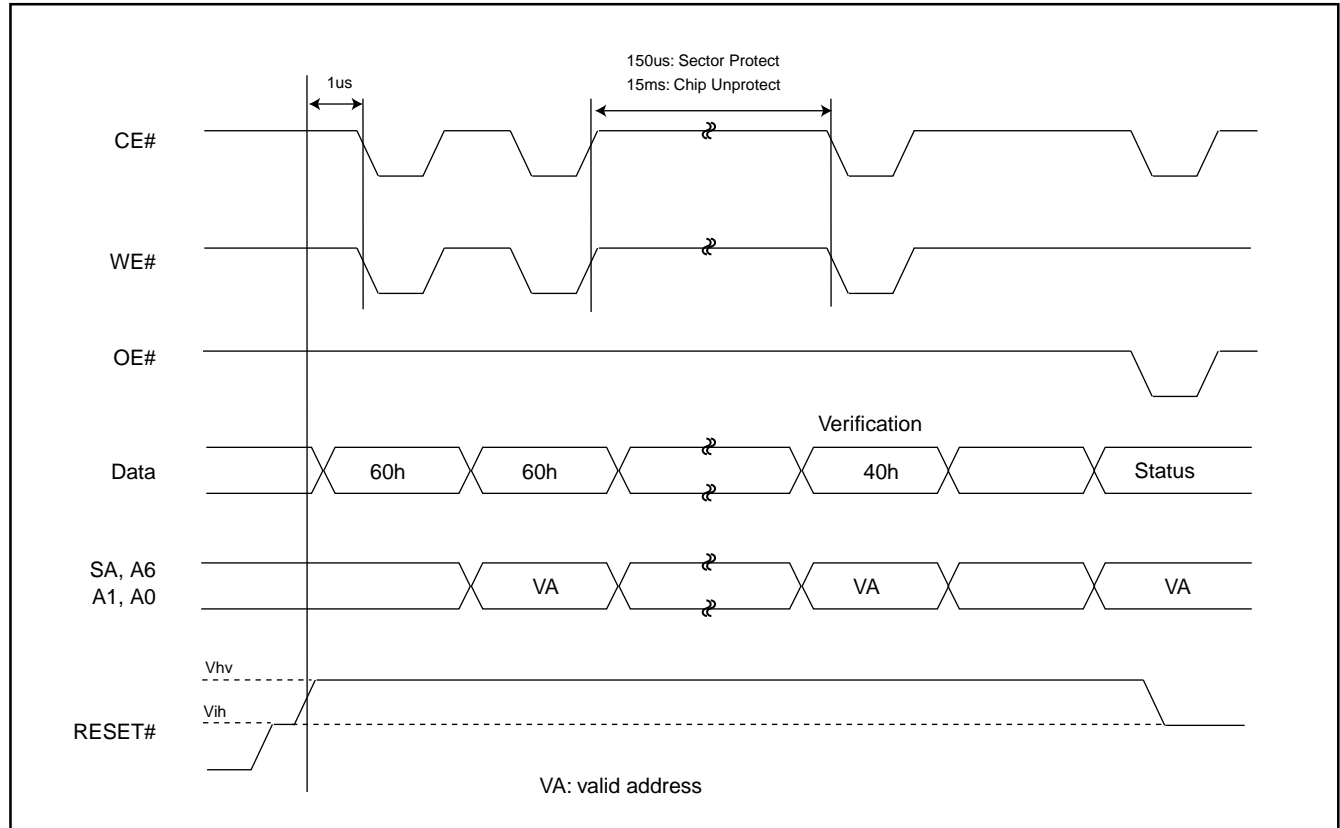 150us: Sector Protect
1us
15ms: Chip Unprotect
CE#
WE#
OE#
Verification
Data
60h
60h
40h
Status
SA, A6
A1, A0
VA
VA
VA
Vhv
Vih
RESET#
VA: valid address